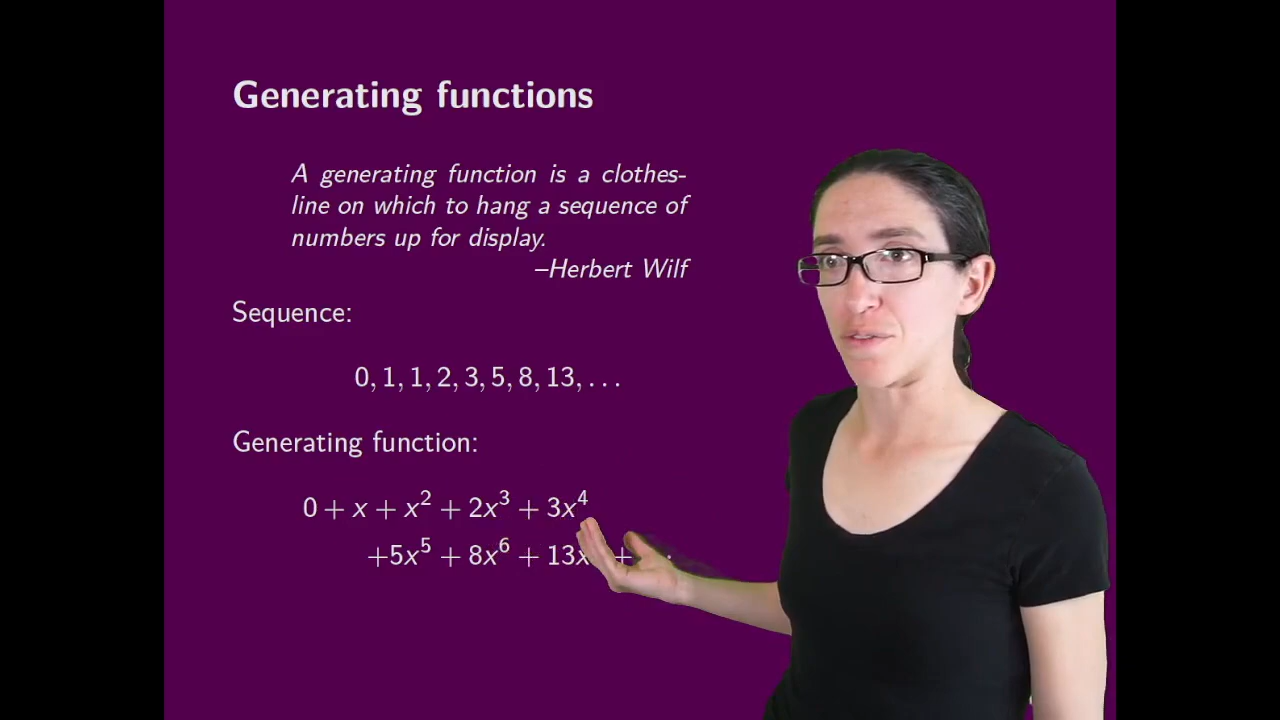 Generating functions
A generating function is a clothes-
line on which to hang a sequence of
numbers up for display.
–Herbert Wilf
Sequence:
0, 1, 1, 2, 3, 5, 8, 13, . . .
Generating function:
0 + x + x² + 2x³ + 3x⁴
+5x⁵ + 8x⁶ + 13x +